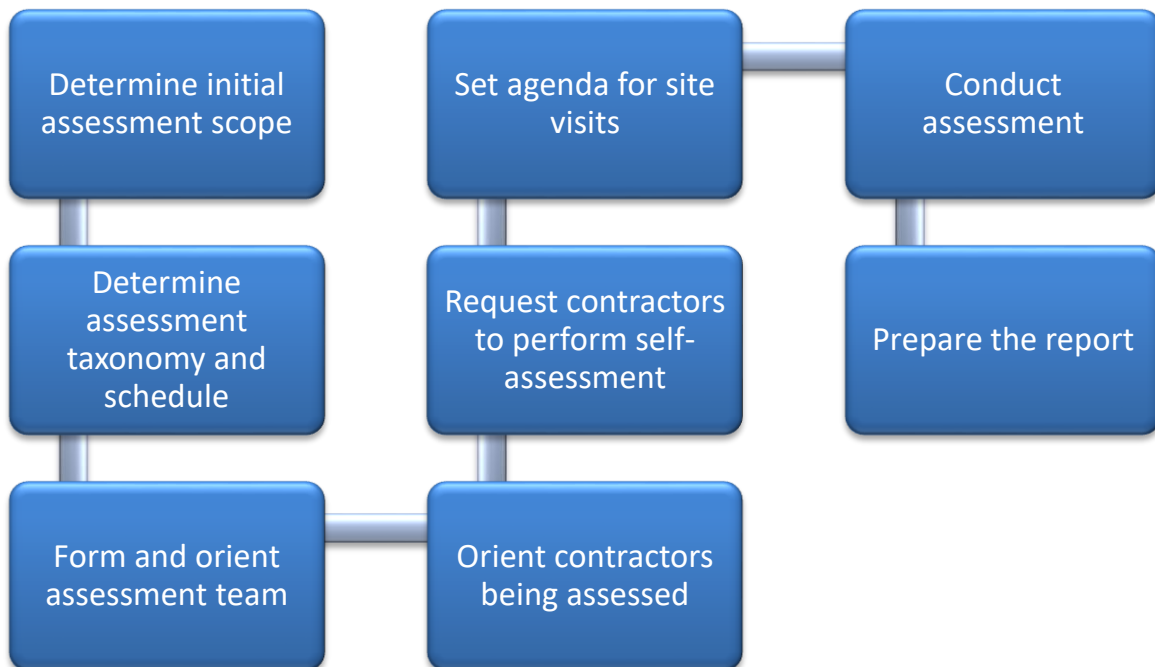 Determine initial
assessment scope
Determine
assessment
taxonomy and
schedule
Form and orient
assessment team
Orient contractors
being assessed
Request contractors
to perform self-
assessment
Set agenda for site
visits
Conduct
assessment
Prepare the report